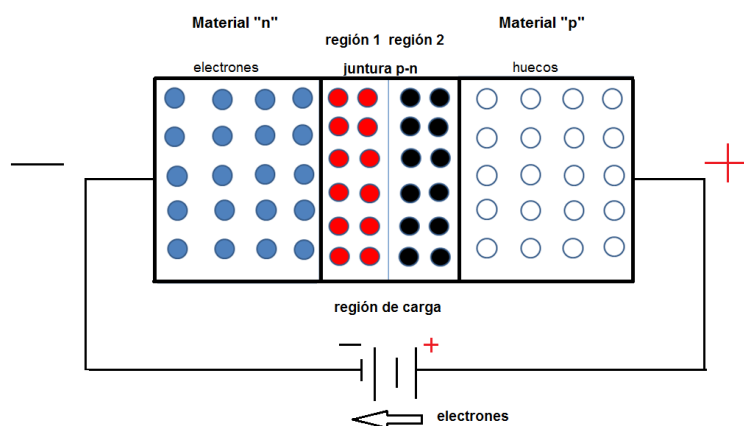 Material "n"
Material "p"
región 1 región 2
electrones
juntura p-n
huecos
región de carga
electrones